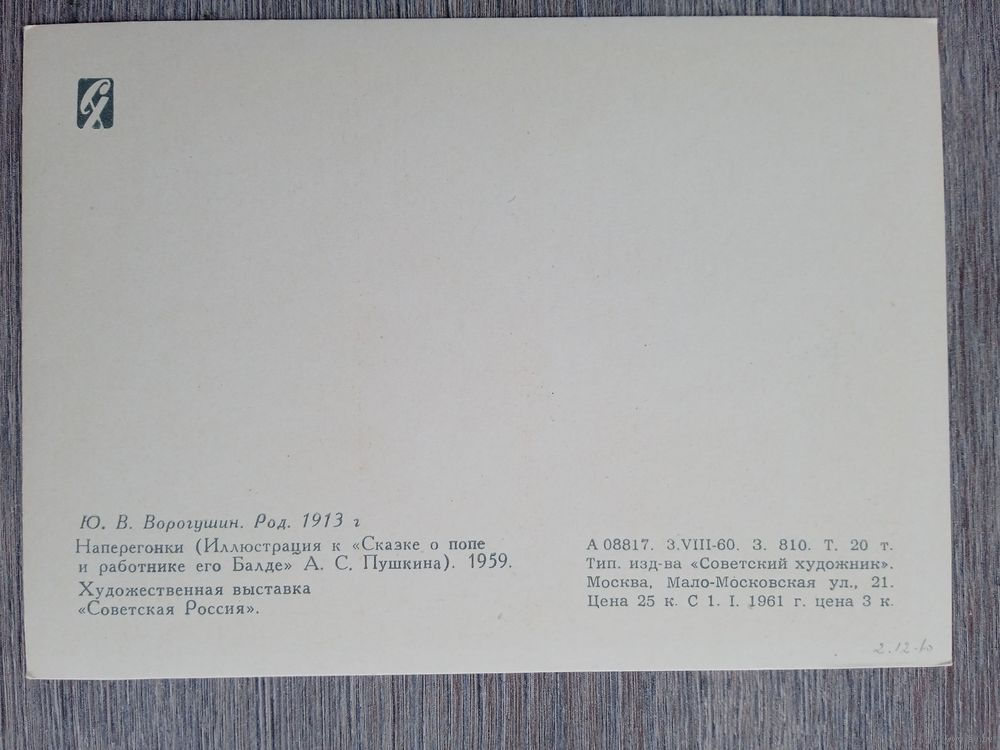 СХ
Ю. В. Ворогушин. Род. 1913 г
Наперегонки (Иллюстрация к «Сказке о попе
и работнике его Балде» А. С. Пушкина). 1959.
Художественная выставка
«Советская Россия».
А 08817. 3.VIII-60. З. 810. Т. 20 т.
Тип. изд-ва «Советский художник».
Москва, Мало-Московская ул., 21.
Цена 25 к. С 1. I. 1961 г. цена 3 к.
2.12.60